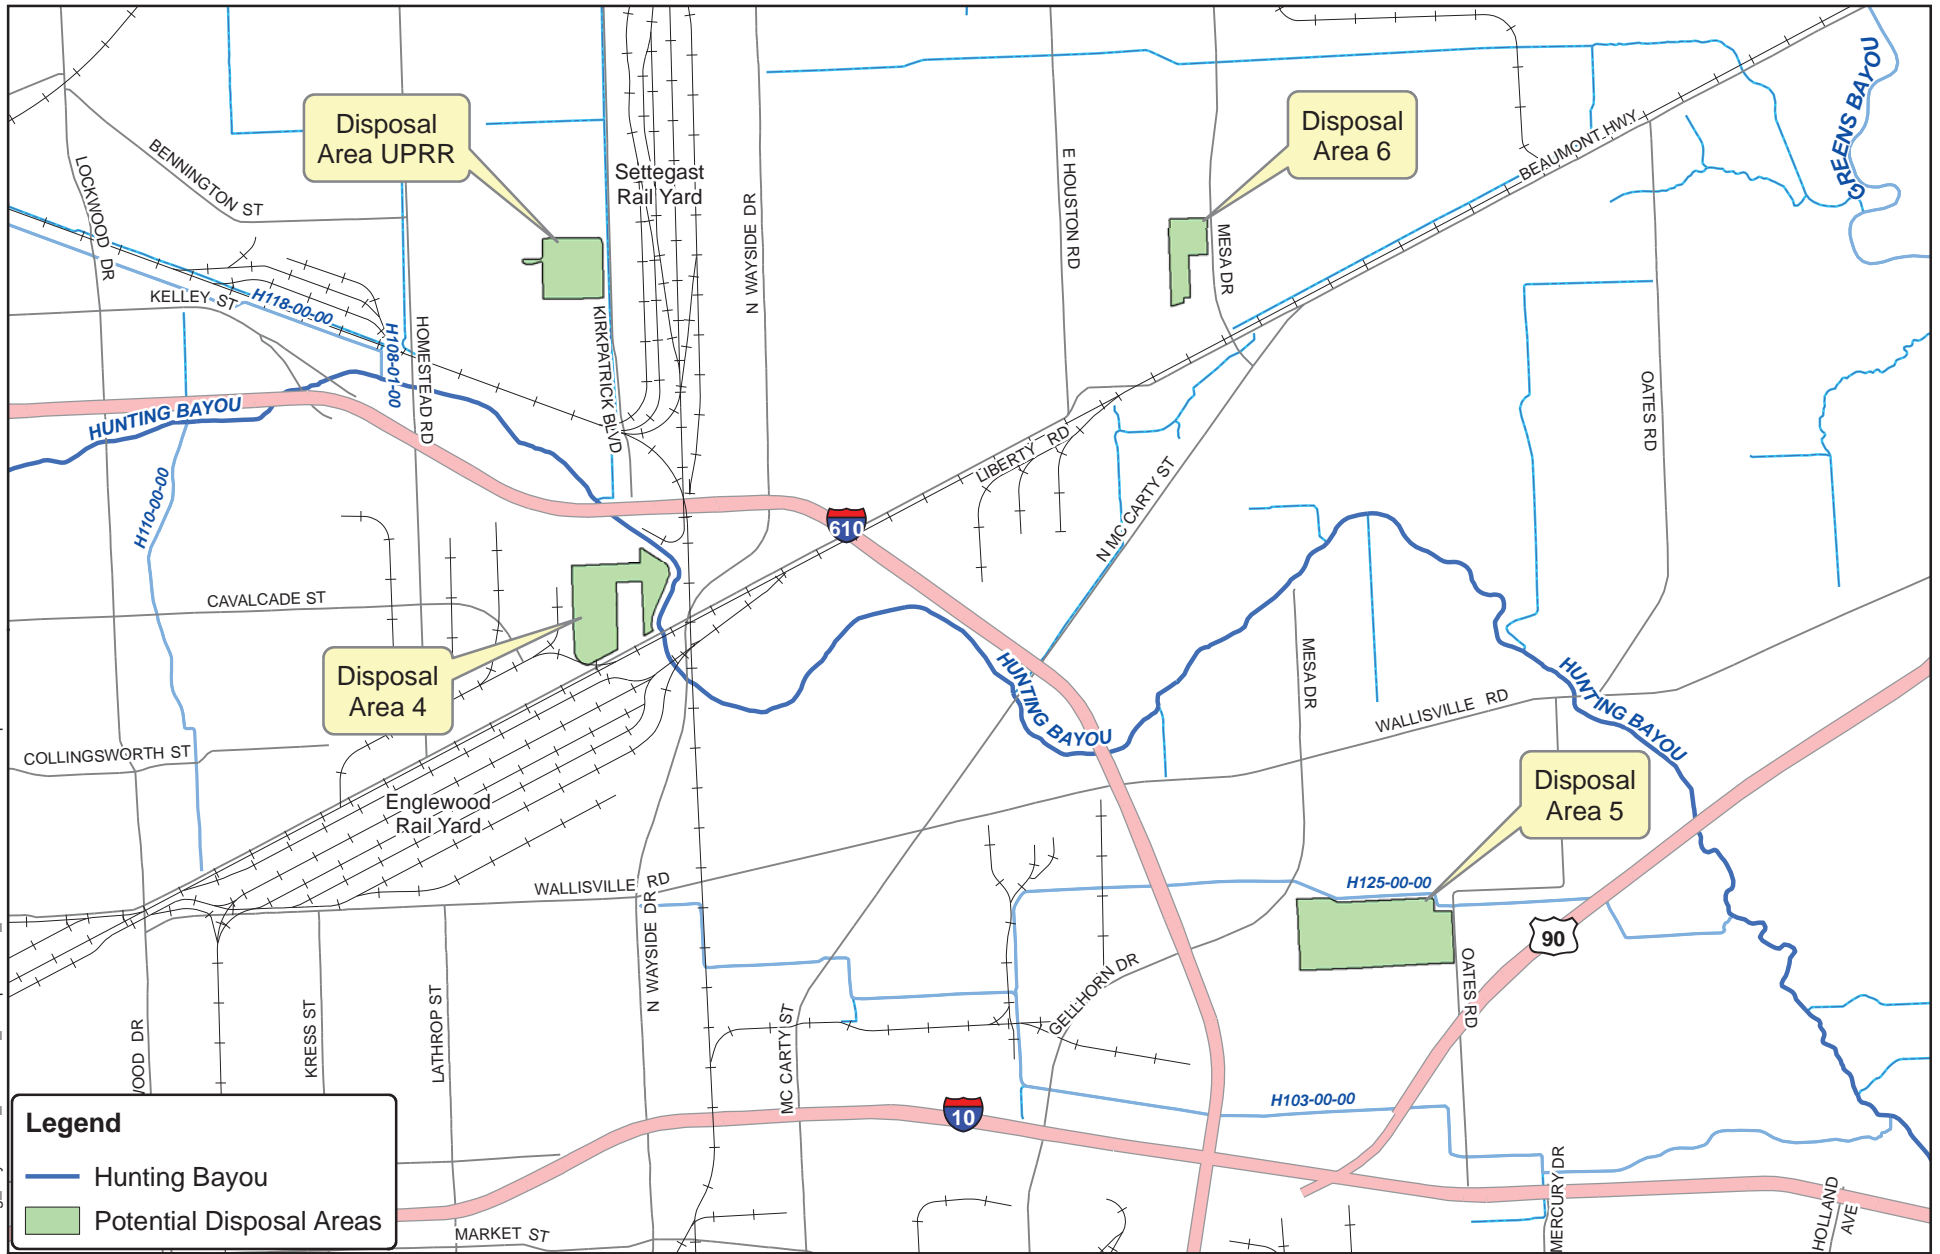 GREENS BAYOU
Disposal
Area UPRR
Disposal
Area 6
BEAUMONT HWY
BENNINGTON ST
Settegast
Rail Yard
LOCKWOOD DR
N WAYSIDE DR
E HOUSTON RD
MESA DR
KELLEY ST
H118-00-00
H108-01-00
HOMESTEAD RD
KIRKPATRICK BLVD
OATES RD
HUNTING BAYOU
LIBERTY RD
N MC CARTY ST
H110-00-00
610
CAVALCADE ST
Disposal
Area 4
HUNTING BAYOU
MESA DR
WALLISVILLE RD
HUNTING BAYOU
COLLINGSWORTH ST
Englewood
Rail Yard
Disposal
Area 5
WALLISVILLE RD
H125-00-00
90
N WAYSIDE DR
OATES RD
GELLHORN DR
WOOD DR
KRESS ST
LATHROP ST
MC CARTY ST
10
H103-00-00
MERCURY DR
HOLLAND
AVE
MARKET ST
Legend
Hunting Bayou
Potential Disposal Areas